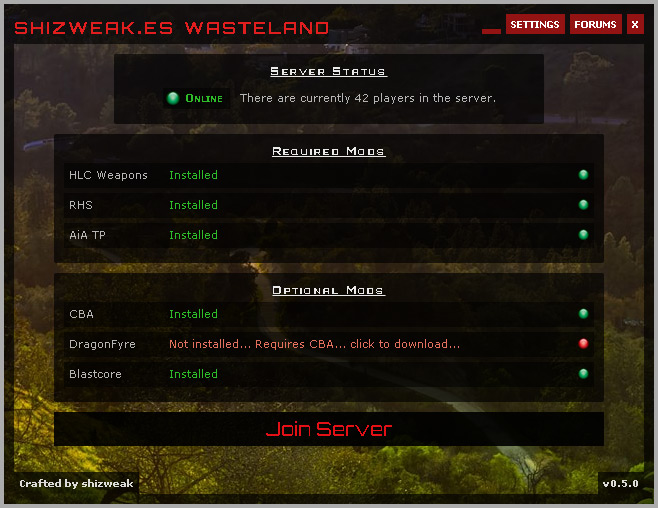 SHIZWEAK.ES WASTELAND
_ SETTINGS FORUMS X
Server Status
Online There are currently 42 players in the server.
Required Mods
HLC Weapons Installed
RHS Installed
AiA TP Installed
Optional Mods
CBA Installed
DragonFyre Not installed... Requires CBA... click to download...
Blastcore Installed
Join Server
Crafted by shizweak v0.5.0